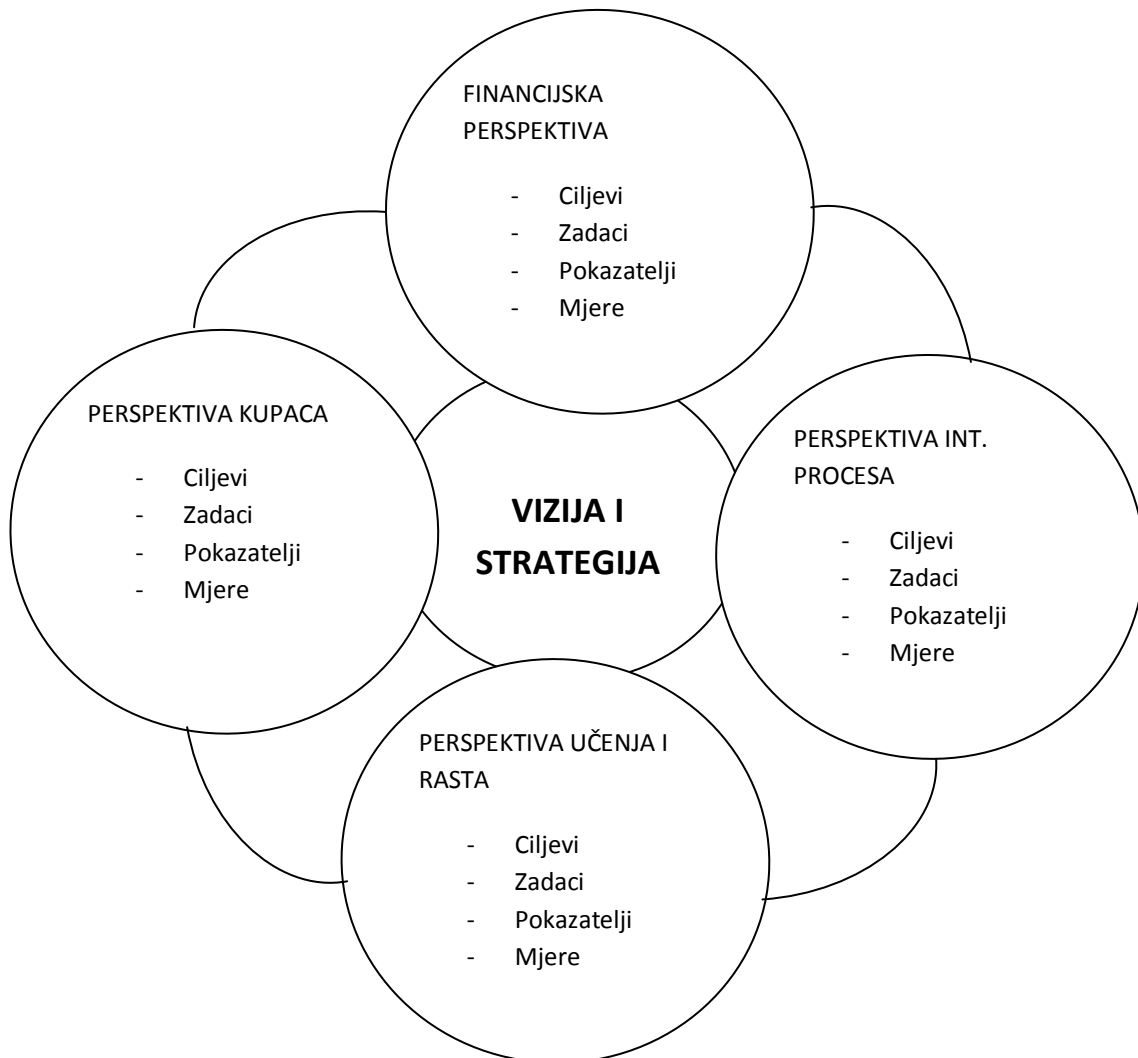 FINANCIJSKA
PERSPEKTIVA
- Ciljevi
- Zadaci
- Pokazatelji
- Mjere
PERSPEKTIVA KUPACA
- Ciljevi
- Zadaci
- Pokazatelji
- Mjere
VIZIJA I
STRATEGIJA
PERSPEKTIVA INT.
PROCESA
- Ciljevi
- Zadaci
- Pokazatelji
- Mjere
PERSPEKTIVA UČENJA I
RASTA
- Ciljevi
- Zadaci
- Pokazatelji
- Mjere